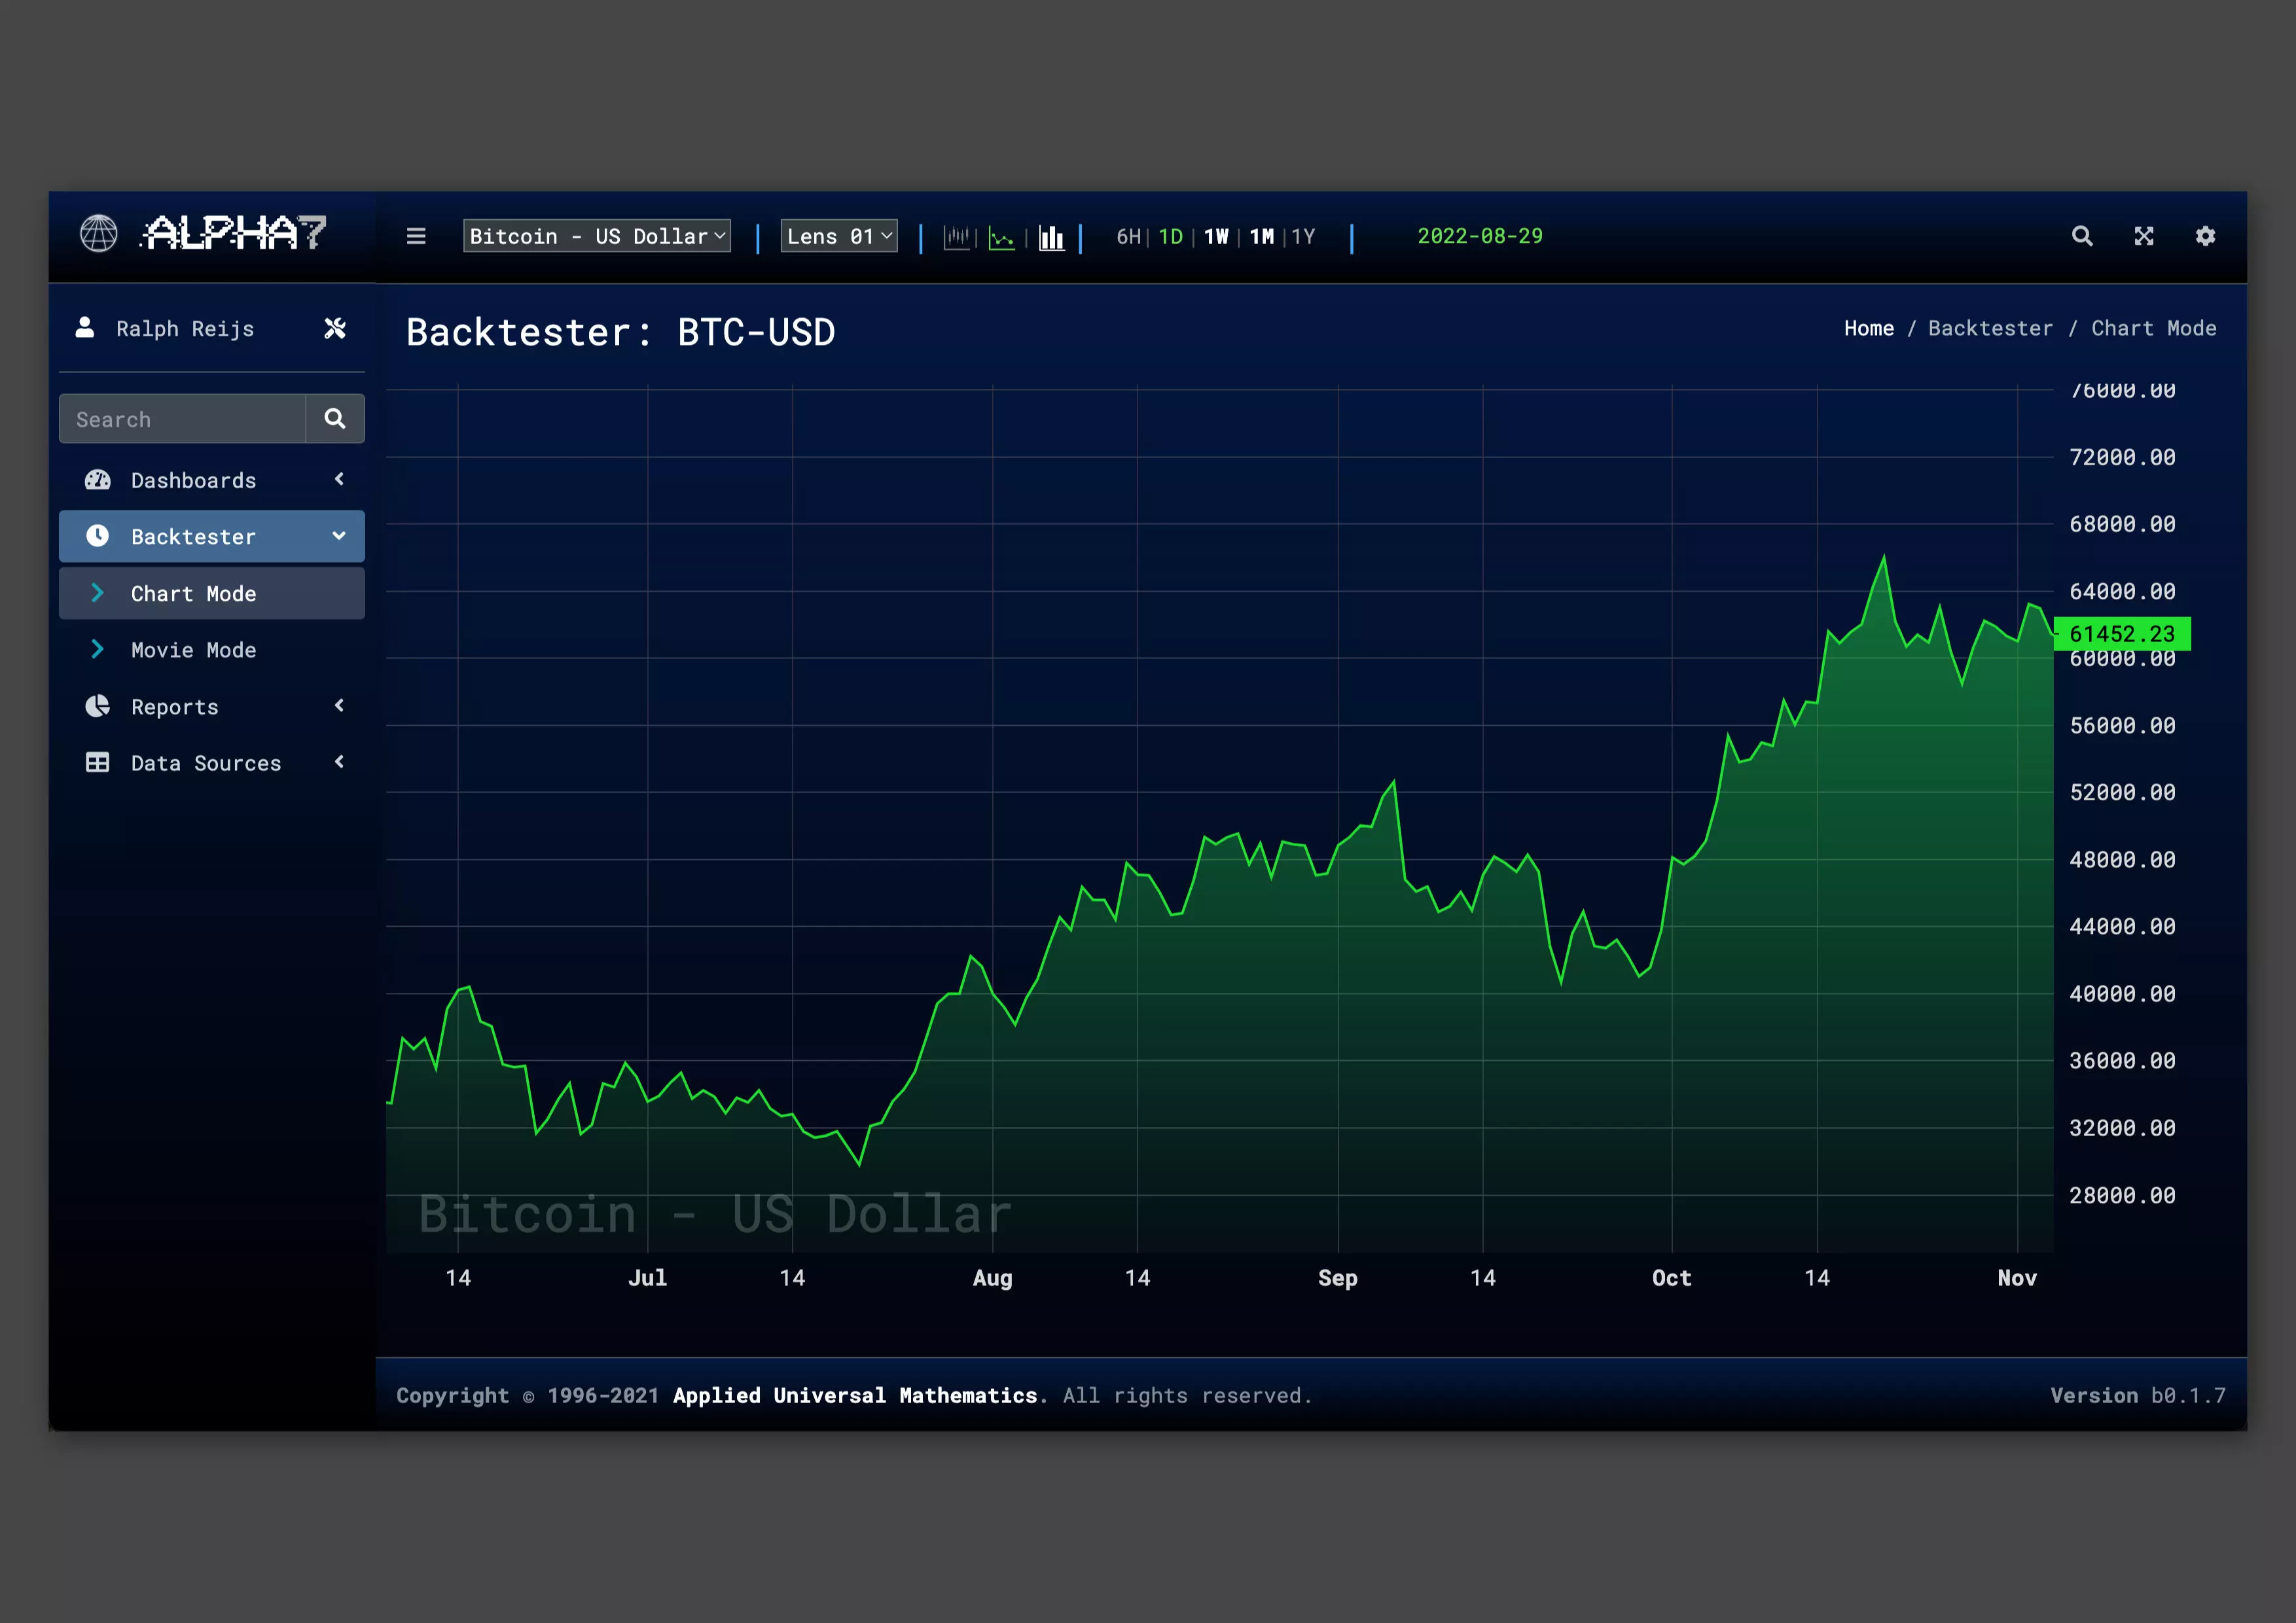 ALPHA7
Bitcoin - US Dollar
Lens 01
6H | 1D | 1W | 1M | 1Y
2022-08-29
Ralph Reijs
Search
Dashboards
Backtester
Chart Mode
Movie Mode
Reports
Data Sources
Backtester: BTC-USD
Home / Backtester / Chart Mode
76000.00
72000.00
68000.00
64000.00
61452.23
60000.00
56000.00
52000.00
48000.00
44000.00
40000.00
36000.00
32000.00
28000.00
Bitcoin - US Dollar
14 Jul 14 Aug 14 Sep 14 Oct 14 Nov
Copyright © 1996-2021 Applied Universal Mathematics. All rights reserved.
Version b0.1.7